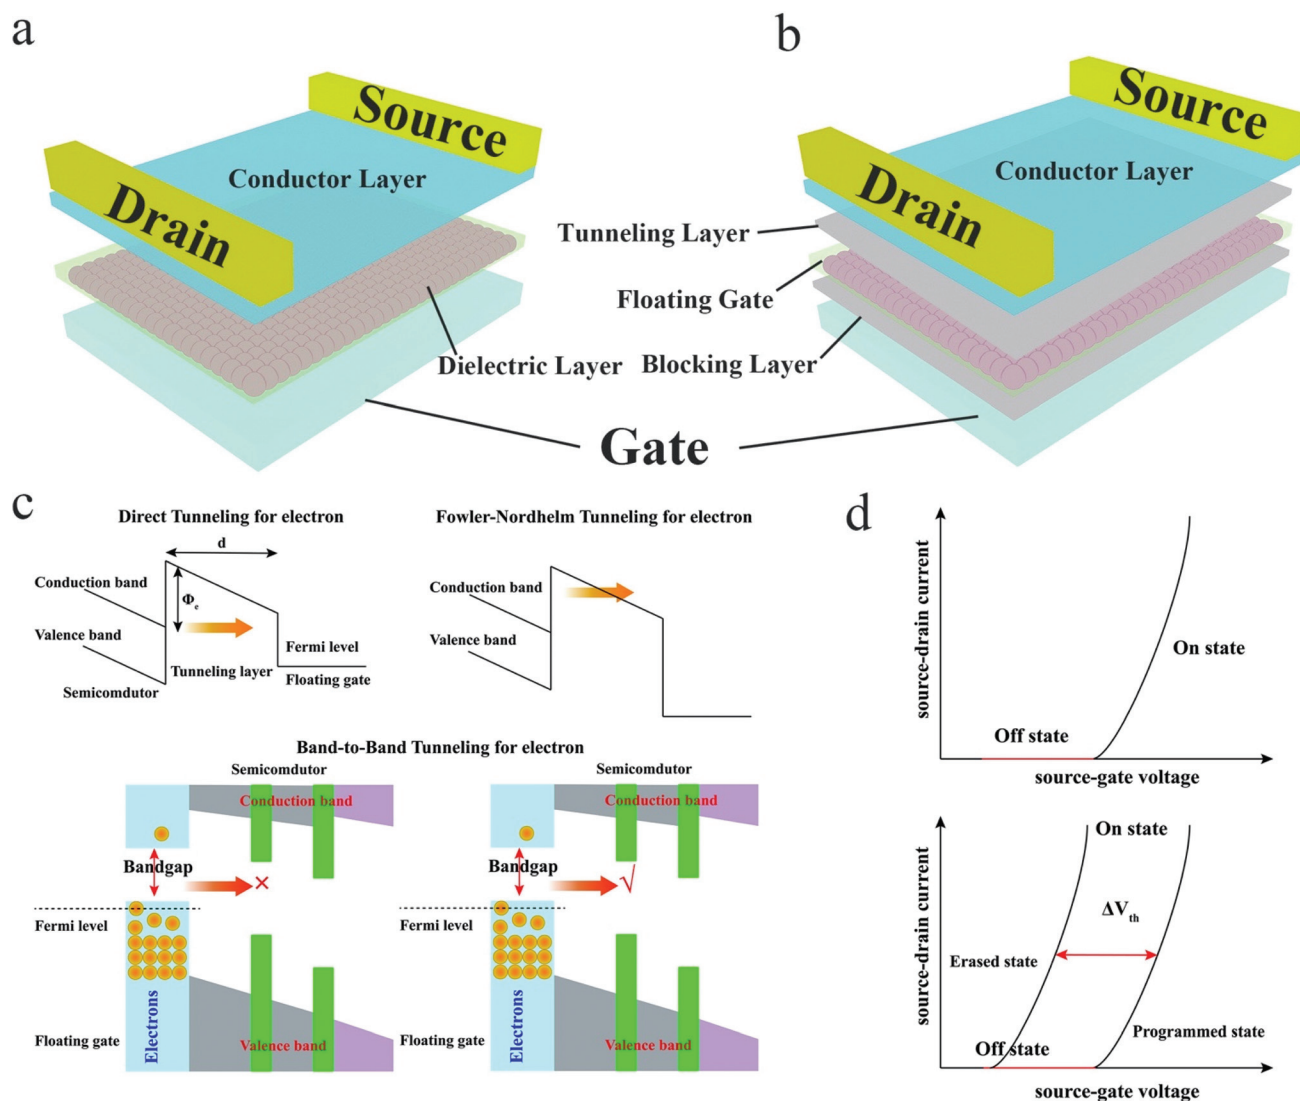 a
b
Source
Conductor Layer
Drain
Source
Conductor Layer
Drain
Tunneling Layer
Floating Gate
Dielectric Layer
Blocking Layer
Gate
c
Direct Tunneling for electron
d
Conduction band
Φe
Valence band
Fermi level
Tunneling layer
Semicomdutor
Floating gate
Fowler-Nordhelm Tunneling for electron
Conduction band
Valence band
Band-to-Band Tunneling for electron
Semicomdutor
Conduction band
Bandgap
×
Fermi level
Electrons
Floating gate
Valence band
Semicomdutor
Conduction band
Bandgap
√
Fermi level
Electrons
Floating gate
Valence band
d
source-drain current
On state
Off state
source-gate voltage
source-drain current
On state
ΔVth
Erased state
Programmed state
Off state
source-gate voltage